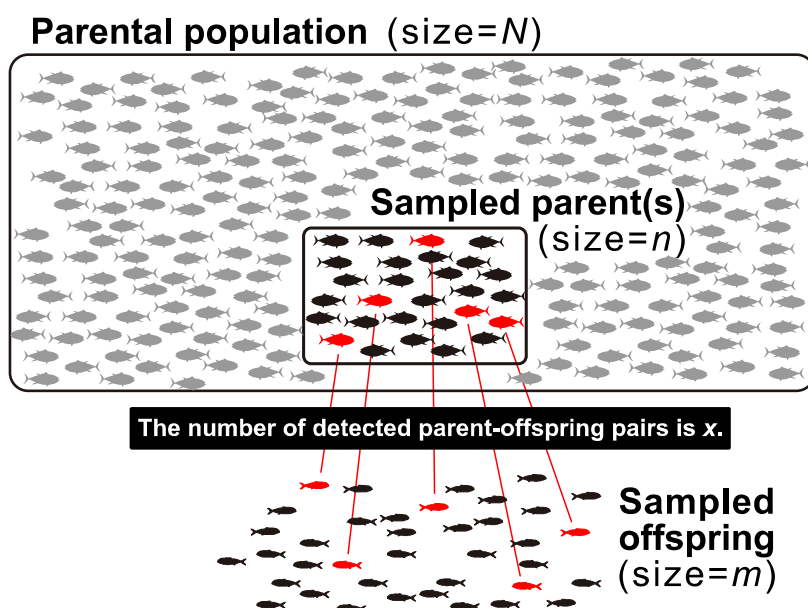 Parental population (size=N)
Sampled parent(s)
(size=n)
The number of detected parent-offspring pairs is x.
Sampled
offspring
(size=m)